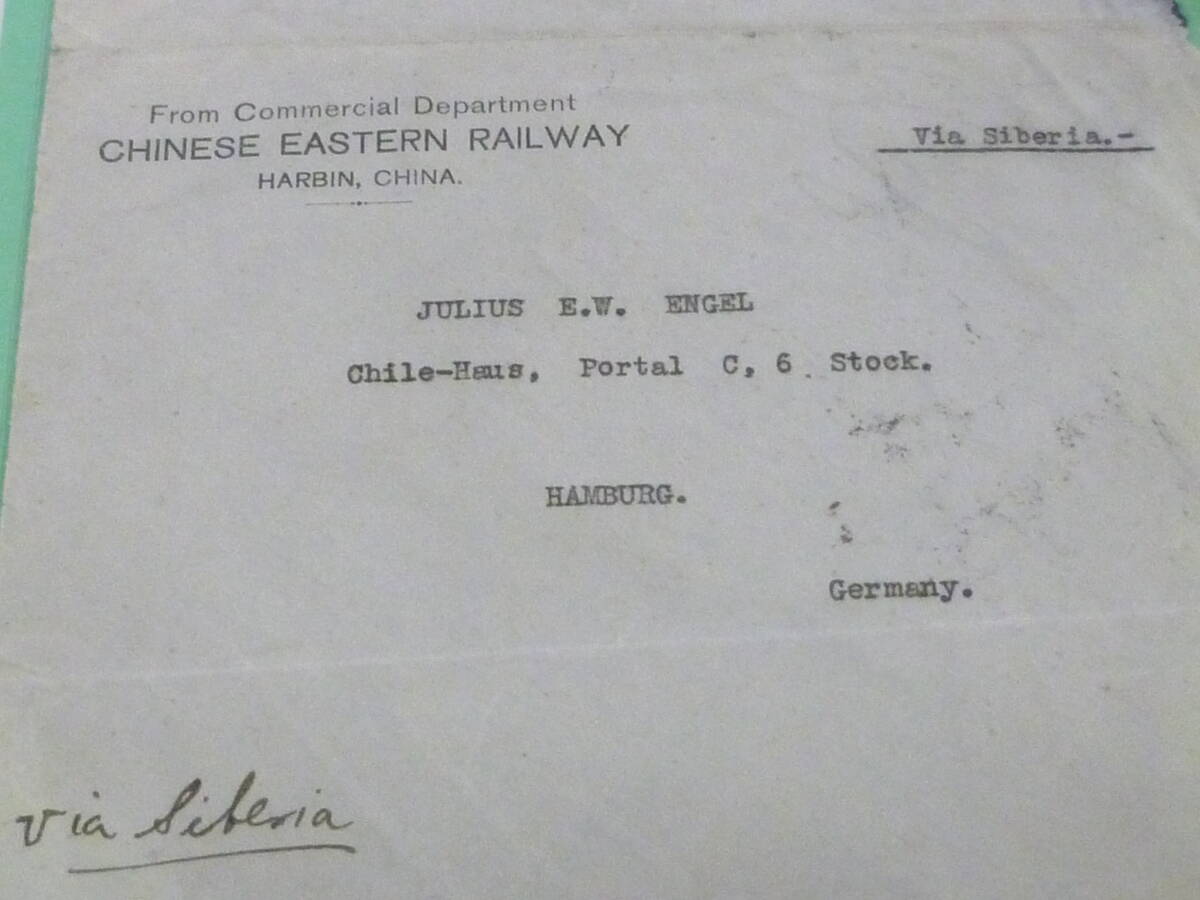 From Commercial Department
CHINESE EASTERN RAILWAY
HARBIN, CHINA.
Via Siberia.-
JULIUS E.W. ENGEL
Chile-Haus, Portal C, 6. Stock.
HAMBURG.
Germany.
via Siberia